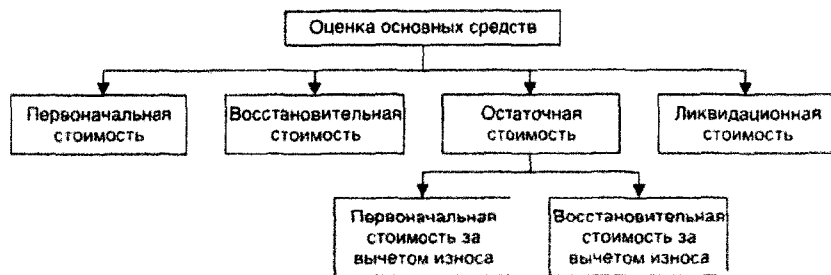 Оценка основных средств
Первоначальная
стоимость
Восстановительная
стоимость
Остаточная
стоимость
Ликвидационная
стоимость
Первоначальная
стоимость за
вычетом износа
Восстановительная
стоимость за
вычетом износа